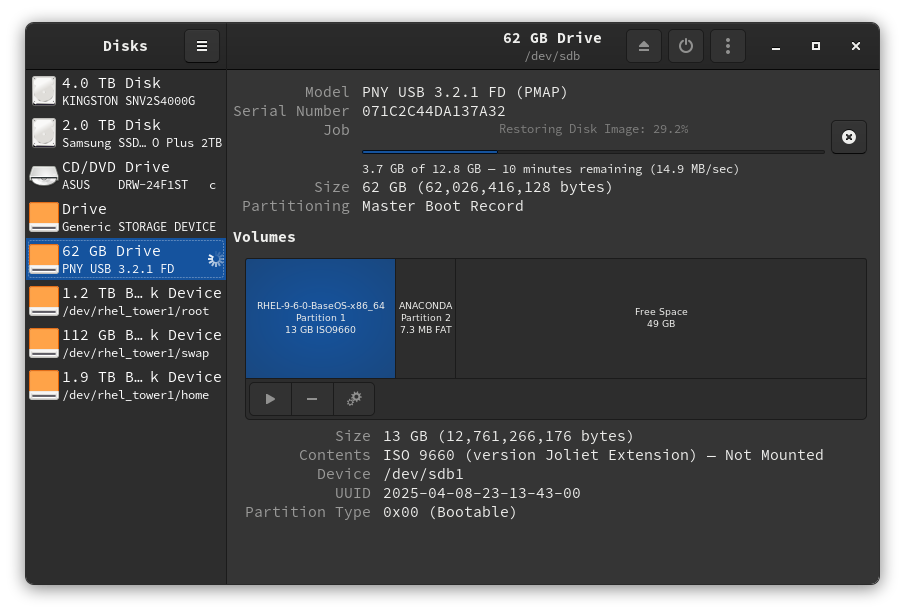 Disks
62 GB Drive
/dev/sdb
4.0 TB Disk
KINGSTON SNV2S4000G
2.0 TB Disk
Samsung SSD… O Plus 2TB
CD/DVD Drive
ASUS DRW-24F1ST c
Drive
Generic STORAGE DEVICE
62 GB Drive
PNY USB 3.2.1 FD
1.2 TB B… k Device
/dev/rhel_tower1/root
112 GB B… k Device
/dev/rhel_tower1/swap
1.9 TB B… k Device
/dev/rhel_tower1/home
Model PNY USB 3.2.1 FD (PMAP)
Serial Number 071C2C44DA137A32
Job Restoring Disk Image: 29.2%
3.7 GB of 12.8 GB — 10 minutes remaining (14.9 MB/sec)
Size 62 GB (62,026,416,128 bytes)
Partitioning Master Boot Record
Volumes
RHEL-9-6-0-BaseOS-x86_64
Partition 1
13 GB ISO9660
ANACONDA
Partition 2
7.3 MB FAT
Free Space
49 GB
Size 13 GB (12,761,266,176 bytes)
Contents ISO 9660 (version Joliet Extension) — Not Mounted
Device /dev/sdb1
UUID 2025-04-08-23-13-43-00
Partition Type 0x00 (Bootable)